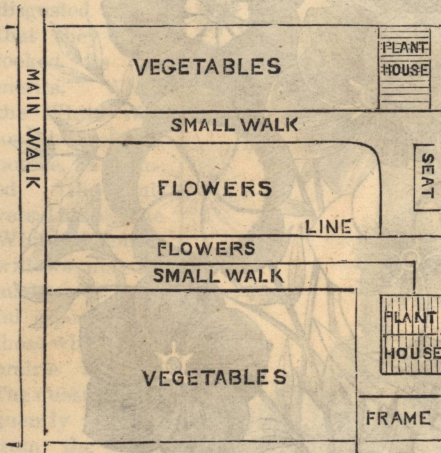 VEGETABLES
PLANT
HOUSE
MAIN WALK
SMALL WALK
SEAT
FLOWERS
LINE
FLOWERS
SMALL WALK
PLANT
HOUSE
VEGETABLES
FRAME